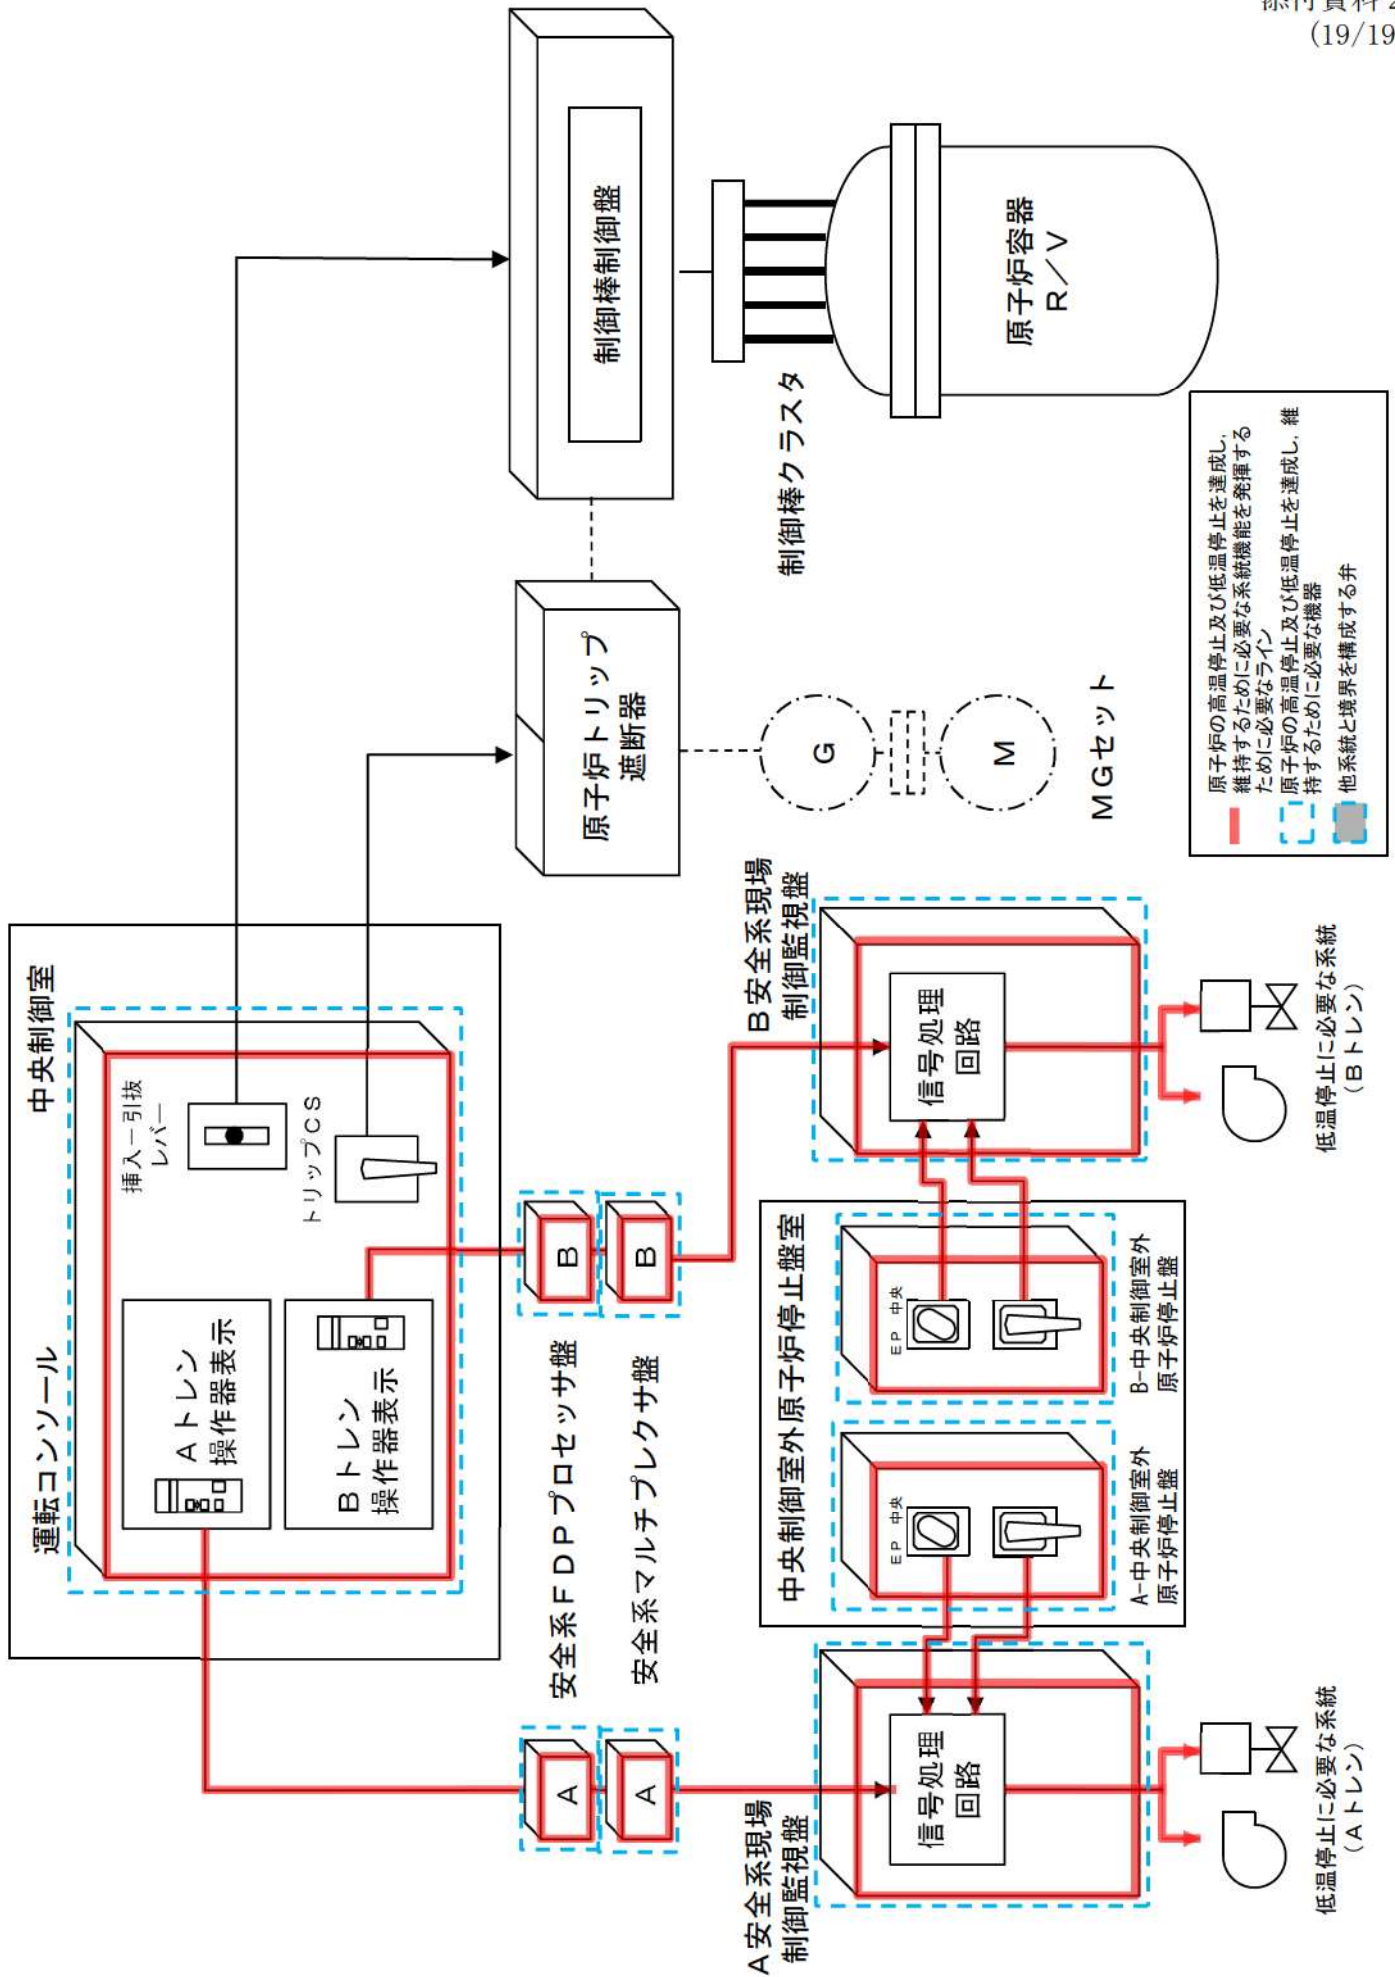 添付資料2
(19/19
中央制御室
運転コンソール
挿入－引抜
レバー
トリップCS
Aトレン
操作器表示
Bトレン
操作器表示
制御棒制御盤
原子炉トリップ
遮断器
制御棒クラスタ
原子炉容器
R/V
G
M
MGセット
安全系FDPプロセッサ盤
A
B
安全系マルチプレクサ盤
A
B
A安全系現場
制御監視盤
信号処理
回路
B安全系現場
制御監視盤
信号処理
回路
中央制御室外原子炉停止盤室
EP 中央
A-中央制御室外
原子炉停止盤
EP 中央
B-中央制御室外
原子炉停止盤
低温停止に必要な系統
（Aトレン）
低温停止に必要な系統
（Bトレン）
原子炉の高温停止及び低温停止を達成し，
維持するために必要な系統機能を発揮する
ために必要なライン
原子炉の高温停止及び低温停止を達成し，維
持するために必要な機器
他系統と境界を構成する弁